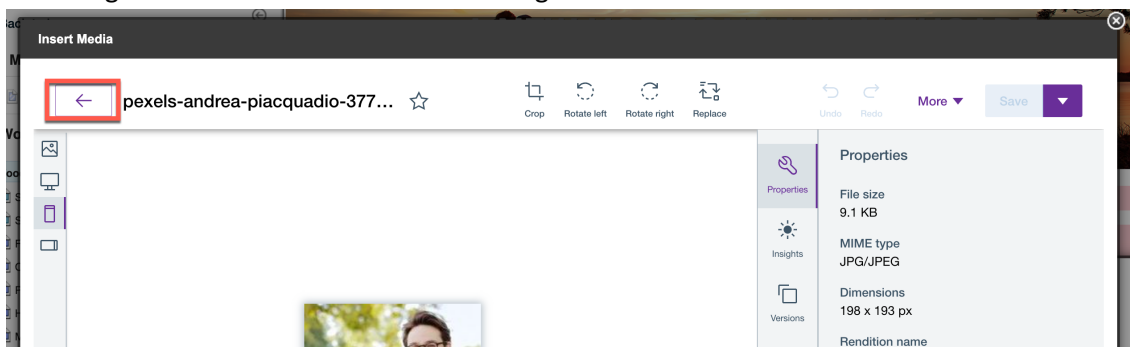 Insert Media
pexels-andrea-piacquadio-377...
Crop
Rotate left
Rotate right
Replace
Undo
Redo
More
Save
Properties
Insights
Versions
Properties
File size
9.1 KB
MIME type
JPG/JPEG
Dimensions
198 x 193 px
Rendition name